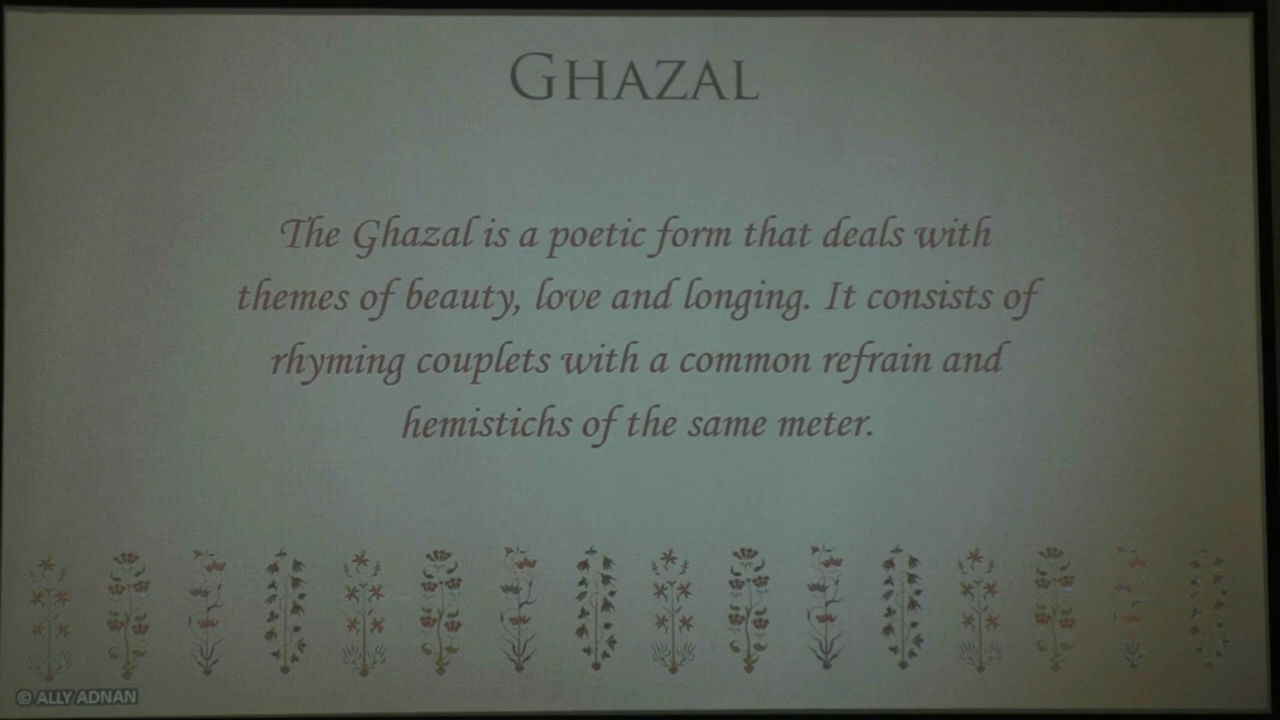 GHAZAL
The Ghazal is a poetic form that deals with
themes of beauty, love and longing. It consists of
rhyming couplets with a common refrain and
hemistichs of the same meter.
© ALLY ADNAN